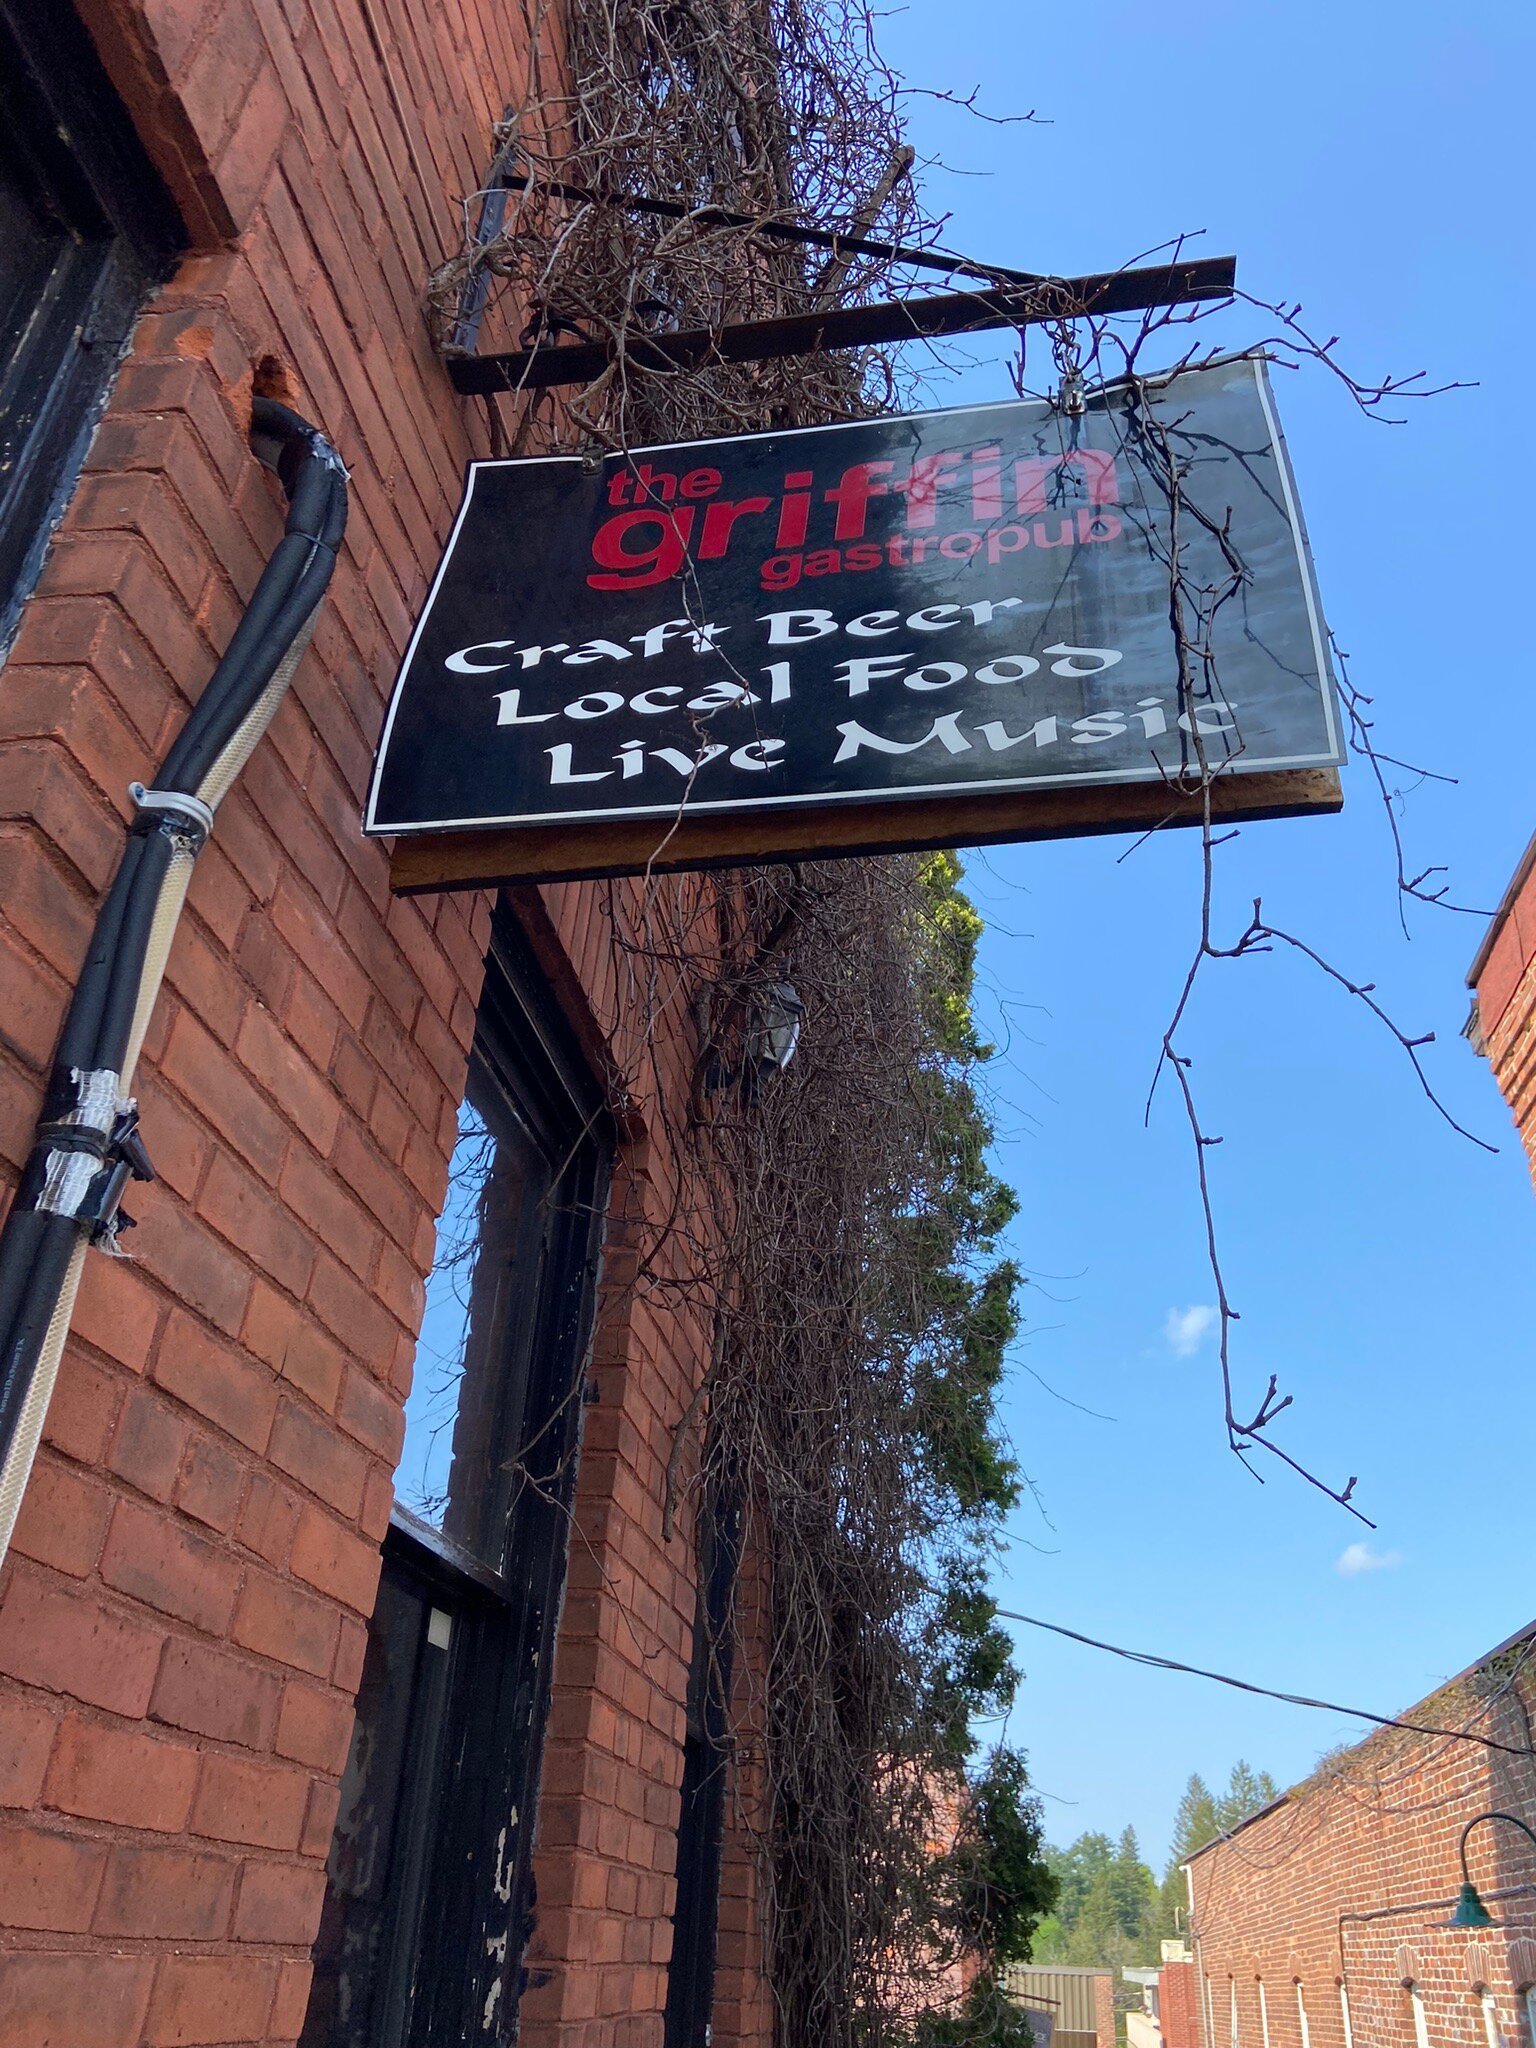 the
griffin
gastropub
Craft Beer
Local Food
Live Music